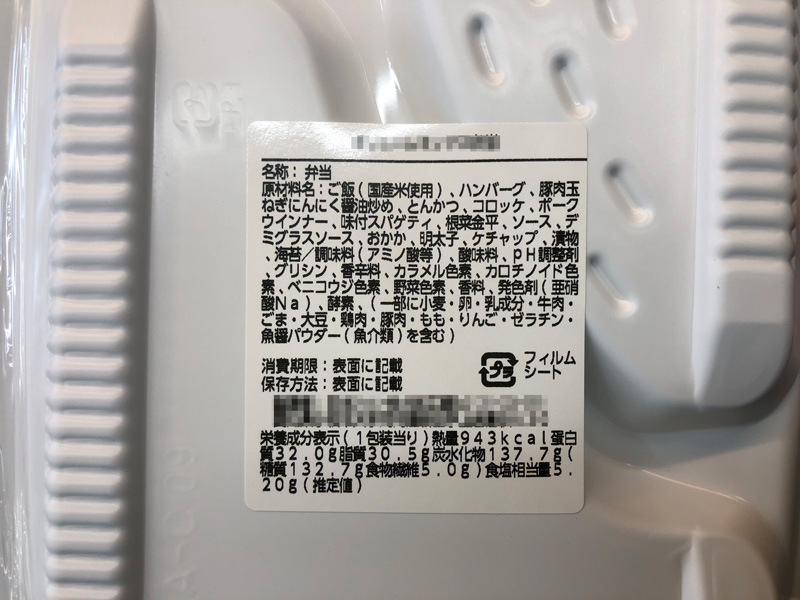 名称：弁当
原材料名：ご飯（国産米使用）、ハンバーグ、豚肉玉
ねぎにんにく醤油炒め、とんかつ、コロッケ、ポーク
ウインナー、味付スパゲティ、根菜金平、ソース、デ
ミグラスソース、おかか、明太子、ケチャップ、漬物
、海苔／調味料（アミノ酸等）、酸味料、ｐＨ調整剤
、グリシン、香辛料、カラメル色素、カロチノイド色
素、ベニコウジ色素、野菜色素、香料、発色剤（亜硝
酸Ｎａ）、酵素、（一部に小麦・卵・乳成分・牛肉・
ごま・大豆・鶏肉・豚肉・もも・りんご・ゼラチン・
魚醤パウダー（魚介類）を含む）
消費期限：表面に記載
保存方法：表面に記載
プラ
フィルム
シート
栄養成分表示（１包装当り）熱量９４３ｋｃａｌ蛋白
質３２．０ｇ脂質３０．５ｇ炭水化物１３７．７ｇ（
糖質１３２．７ｇ食物繊維５．０ｇ）食塩相当量５．
２０ｇ（推定値）